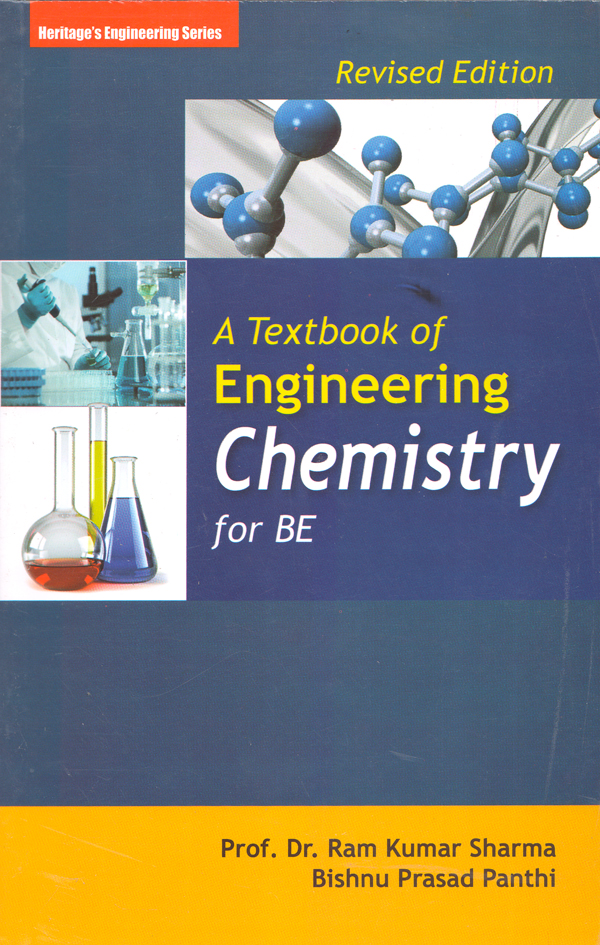 Heritage's Engineering Series
Revised Edition
A Textbook of
Engineering
Chemistry
for BE
Prof. Dr. Ram Kumar Sharma
Bishnu Prasad Panthi